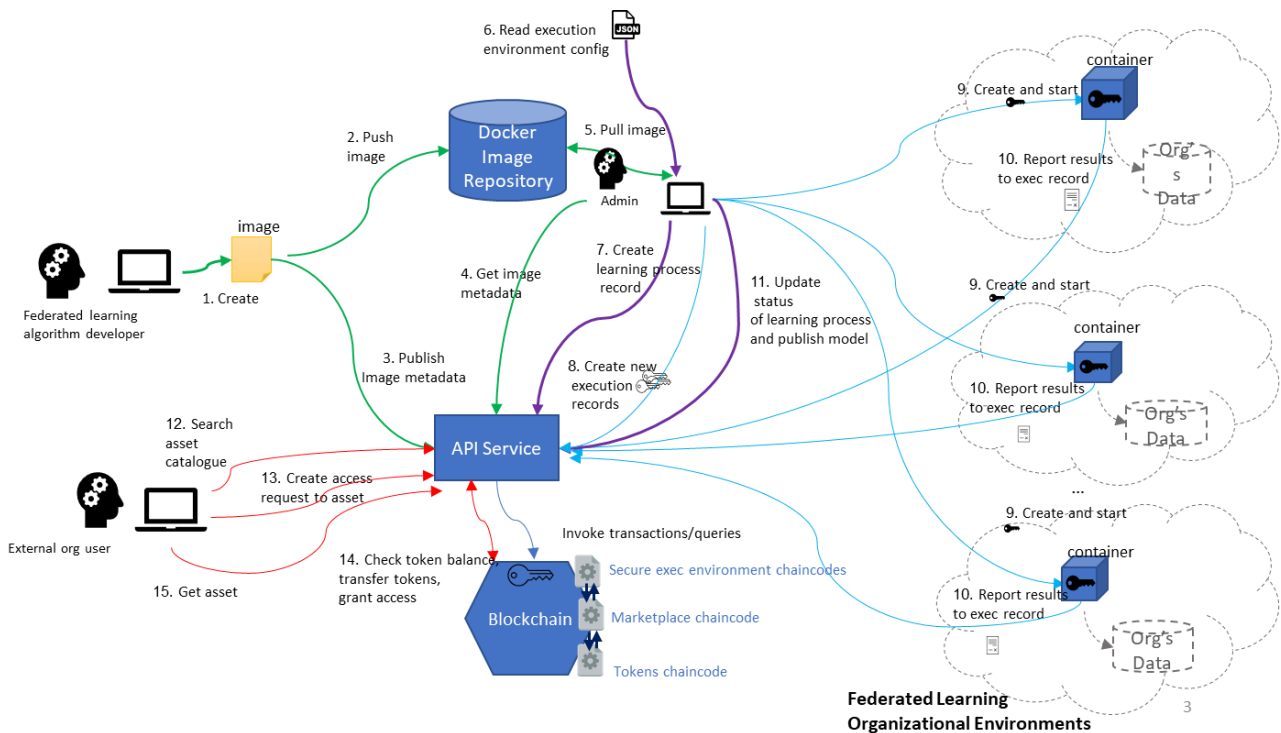 6. Read execution
environment config
JSON
container
9. Create and start
Org'
s
Data
10. Report results
to exec record
2. Push
image
Docker
Image
Repository
5. Pull image
Admin
image
1. Create
Federated learning
algorithm developer
4. Get image
metadata
7. Create
learning process
record
11. Update
status
of learning process
and publish model
9. Create and start
container
10. Report results
to exec record
Org's
Data
...
3. Publish
Image metadata
8. Create new
execution
records
API Service
12. Search
asset
catalogue
13. Create access
request to asset
External org user
15. Get asset
14. Check token balance,
transfer tokens,
grant access
Invoke transactions/queries
Blockchain
Secure exec environment chaincodes
Marketplace chaincode
Tokens chaincode
9. Create and start
container
10. Report results
to exec record
Org's
Data
Federated Learning
Organizational Environments
3